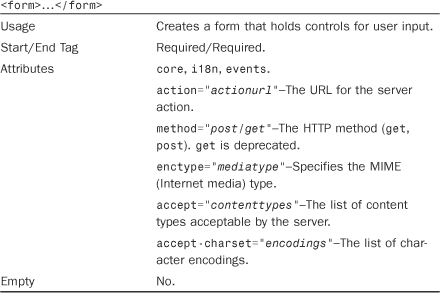 <form>...</form>
Usage Creates a form that holds controls for user input.
Start/End Tag Required/Required.
Attributes core, i18n, events.
action="actionurl"–The URL for the server
action.
method="post/get"–The HTTP method (get,
post). get is deprecated.
enctype="mediatype"–Specifies the MIME
(Internet media) type.
accept="contenttypes"–The list of content
types acceptable by the server.
accept-charset="encodings"–The list of char-
acter encodings.
Empty No.